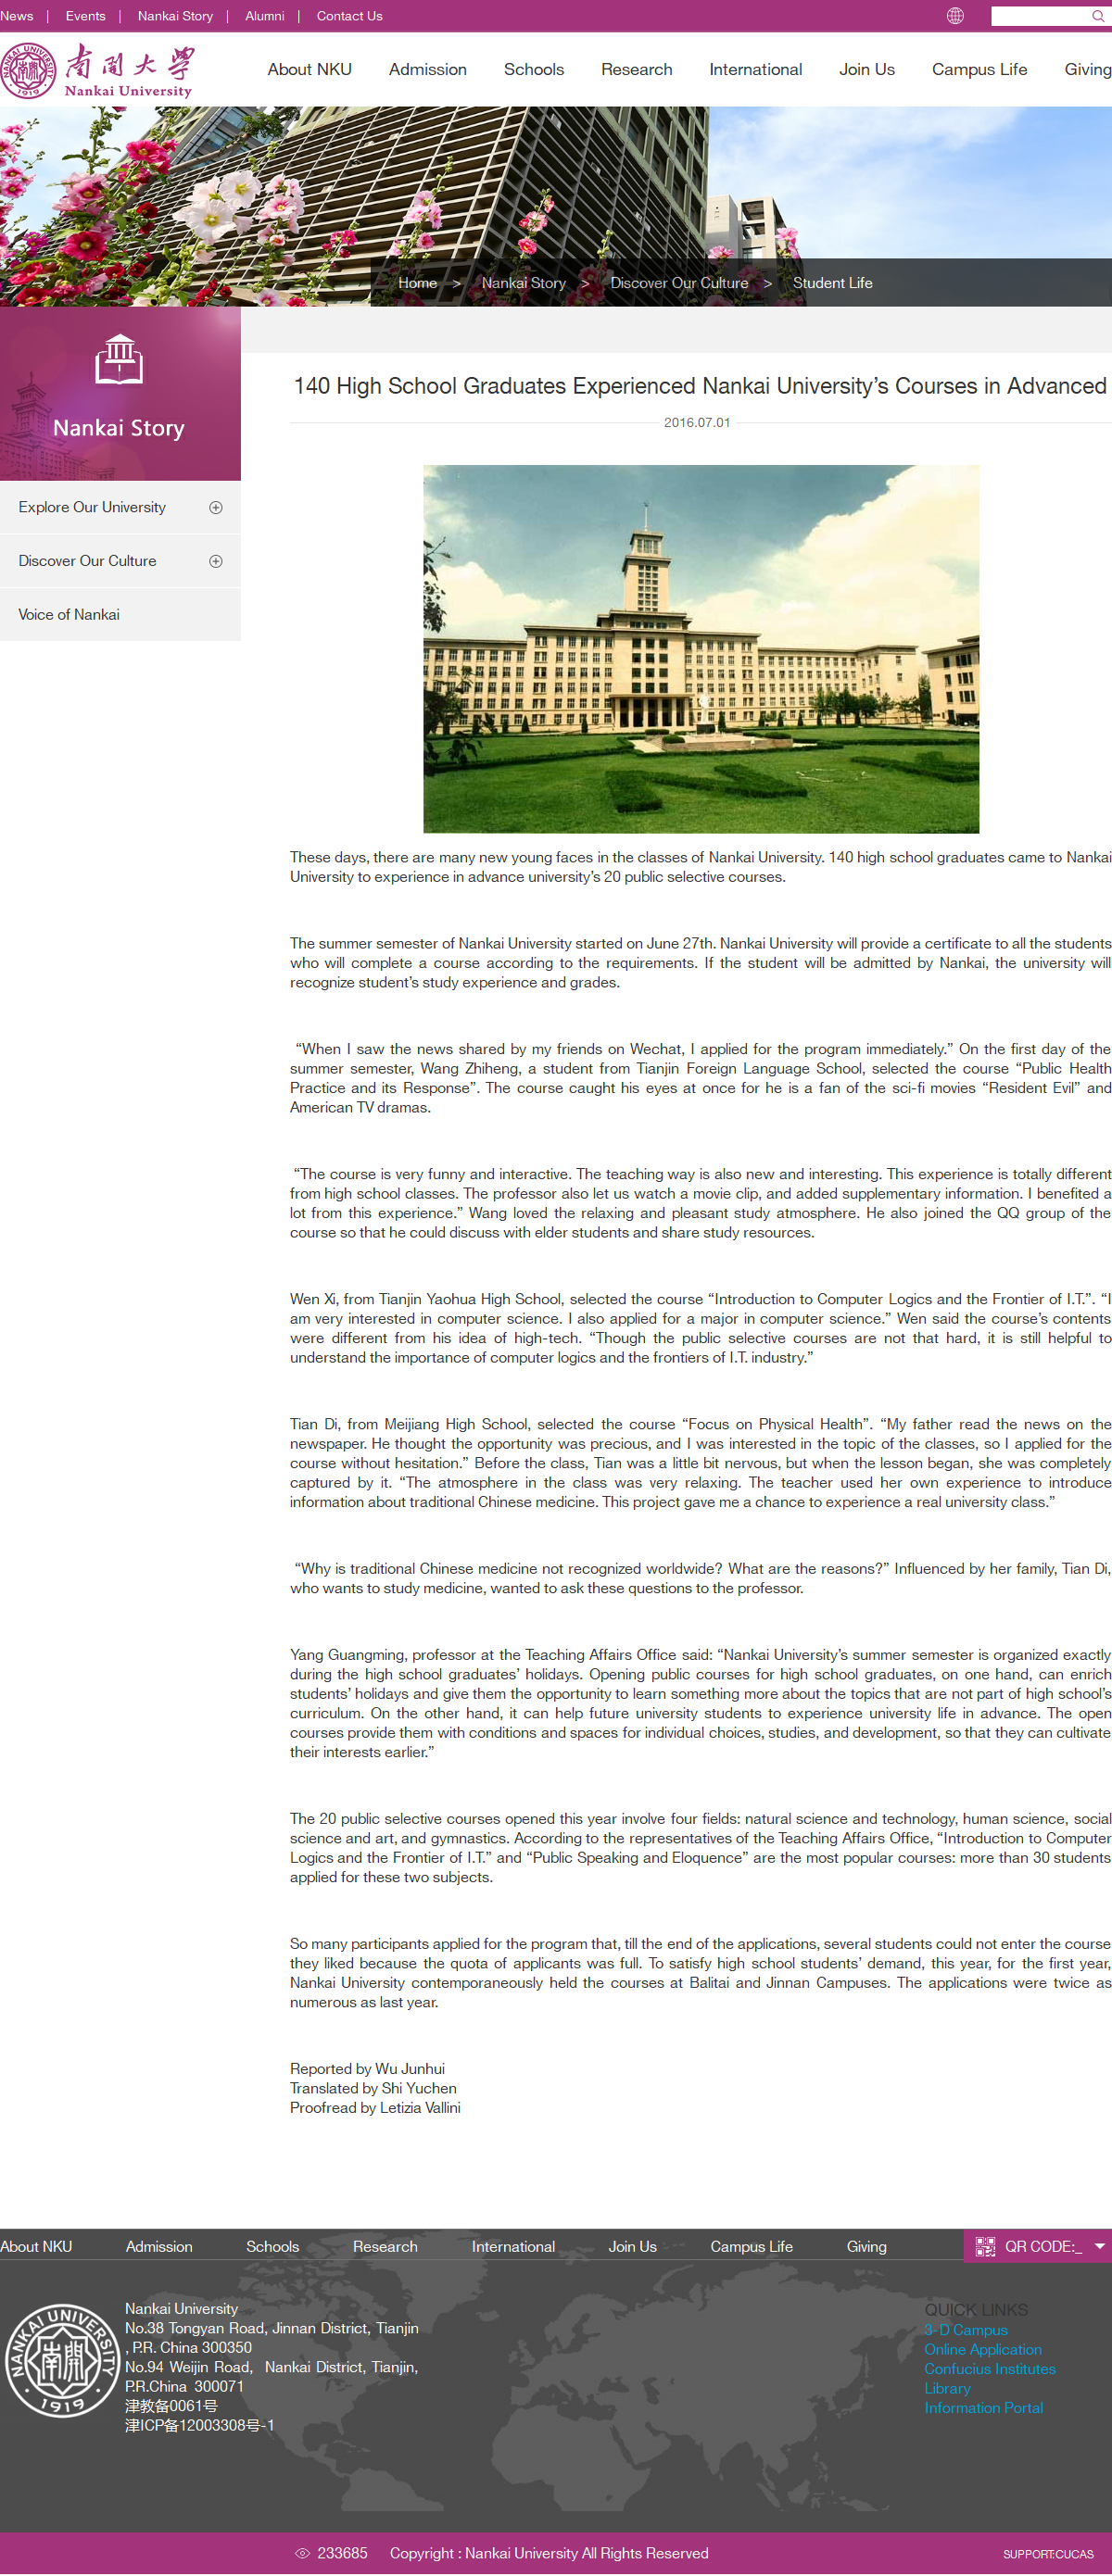 News | Events | Nankai Story | Alumni | Contact Us
NANKAI UNIVERSITY
1919
南開大學
Nankai University
About NKU Admission Schools Research International Join Us Campus Life Giving
Home > Nankai Story > Discover Our Culture > Student Life
Nankai Story
Explore Our University
Discover Our Culture
Voice of Nankai
140 High School Graduates Experienced Nankai University’s Courses in Advanced
2016.07.01
These days, there are many new young faces in the classes of Nankai University. 140 high school graduates came to Nankai
University to experience in advance university’s 20 public selective courses.
The summer semester of Nankai University started on June 27th. Nankai University will provide a certificate to all the students
who will complete a course according to the requirements. If the student will be admitted by Nankai, the university will
recognize student’s study experience and grades.
“When I saw the news shared by my friends on Wechat, I applied for the program immediately.” On the first day of the
summer semester, Wang Zhiheng, a student from Tianjin Foreign Language School, selected the course “Public Health
Practice and its Response”. The course caught his eyes at once for he is a fan of the sci-fi movies “Resident Evil” and
American TV dramas.
“The course is very funny and interactive. The teaching way is also new and interesting. This experience is totally different
from high school classes. The professor also let us watch a movie clip, and added supplementary information. I benefited a
lot from this experience.” Wang loved the relaxing and pleasant study atmosphere. He also joined the QQ group of the
course so that he could discuss with elder students and share study resources.
Wen Xi, from Tianjin Yaohua High School, selected the course “Introduction to Computer Logics and the Frontier of I.T.”. “I
am very interested in computer science. I also applied for a major in computer science.” Wen said the course’s contents
were different from his idea of high-tech. “Though the public selective courses are not that hard, it is still helpful to
understand the importance of computer logics and the frontiers of I.T. industry.”
Tian Di, from Meijiang High School, selected the course “Focus on Physical Health”. “My father read the news on the
newspaper. He thought the opportunity was precious, and I was interested in the topic of the classes, so I applied for the
course without hesitation.” Before the class, Tian was a little bit nervous, but when the lesson began, she was completely
captured by it. “The atmosphere in the class was very relaxing. The teacher used her own experience to introduce
information about traditional Chinese medicine. This project gave me a chance to experience a real university class.”
“Why is traditional Chinese medicine not recognized worldwide? What are the reasons?” Influenced by her family, Tian Di,
who wants to study medicine, wanted to ask these questions to the professor.
Yang Guangming, professor at the Teaching Affairs Office said: “Nankai University’s summer semester is organized exactly
during the high school graduates’ holidays. Opening public courses for high school graduates, on one hand, can enrich
students’ holidays and give them the opportunity to learn something more about the topics that are not part of high school’s
curriculum. On the other hand, it can help future university students to experience university life in advance. The open
courses provide them with conditions and spaces for individual choices, studies, and development, so that they can cultivate
their interests earlier.”
The 20 public selective courses opened this year involve four fields: natural science and technology, human science, social
science and art, and gymnastics. According to the representatives of the Teaching Affairs Office, “Introduction to Computer
Logics and the Frontier of I.T.” and “Public Speaking and Eloquence” are the most popular courses: more than 30 students
applied for these two subjects.
So many participants applied for the program that, till the end of the applications, several students could not enter the course
they liked because the quota of applicants was full. To satisfy high school students’ demand, this year, for the first year,
Nankai University contemporaneously held the courses at Balitai and Jinnan Campuses. The applications were twice as
numerous as last year.
Reported by Wu Junhui
Translated by Shi Yuchen
Proofread by Letizia Vallini
About NKU Admission Schools Research International Join Us Campus Life Giving QR CODE:_
NANKAI UNIVERSITY
1919
Nankai University
No.38 Tongyan Road, Jinnan District, Tianjin
, P.R. China 300350
No.94 Weijin Road, Nankai District, Tianjin,
P.R.China 300071
津教备0061号
津ICP备12003308号-1
QUICK LINKS
3-D Campus
Online Application
Confucius Institutes
Library
Information Portal
233685 Copyright : Nankai University All Rights Reserved
SUPPORT:CUCAS